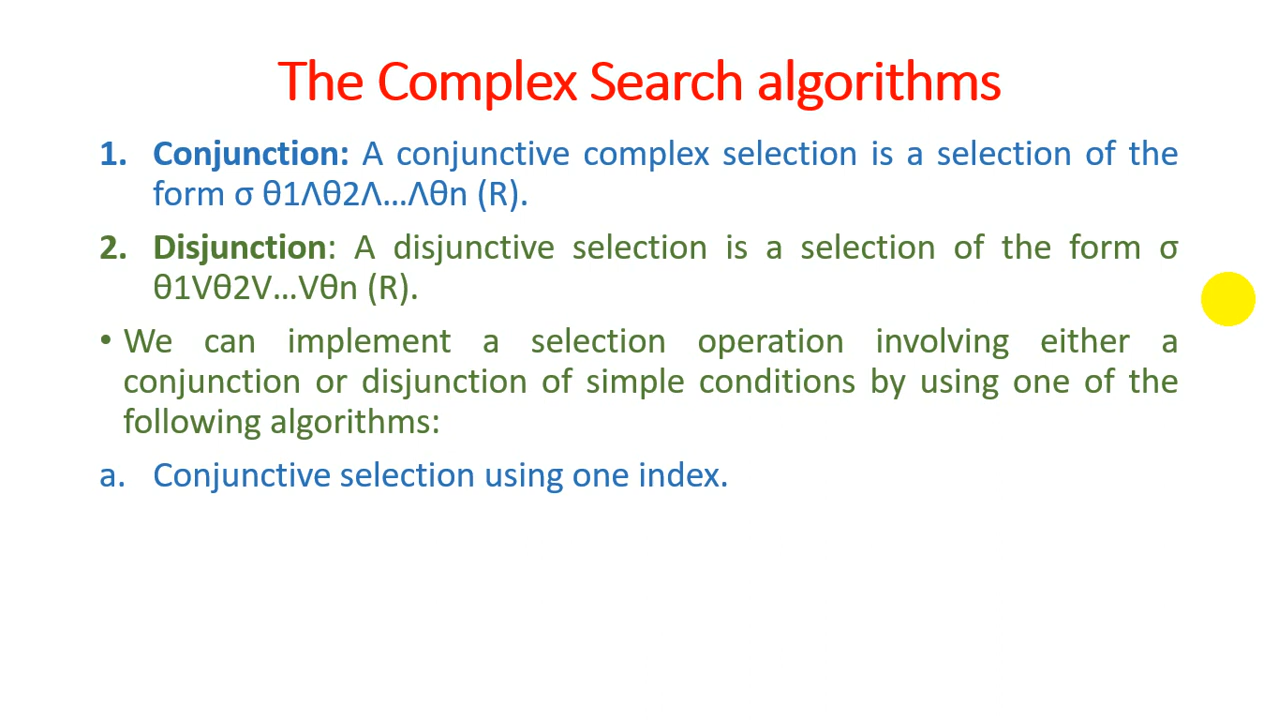 The Complex Search algorithms
1. Conjunction: A conjunctive complex selection is a selection of the
form σ θ1Λθ2Λ...Λθn (R).
2. Disjunction: A disjunctive selection is a selection of the form σ
θ1Vθ2V...Vθn (R).
• We can implement a selection operation involving either a
conjunction or disjunction of simple conditions by using one of the
following algorithms:
a. Conjunctive selection using one index.